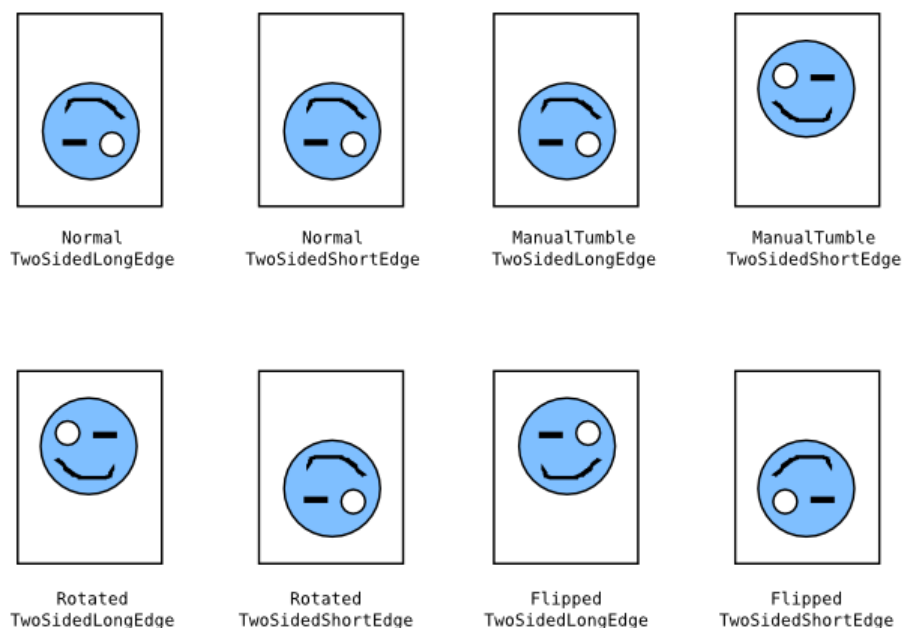 Normal
TwoSidedLongEdge
Normal
TwoSidedShortEdge
ManualTumble
TwoSidedLongEdge
ManualTumble
TwoSidedShortEdge
Rotated
TwoSidedLongEdge
Rotated
TwoSidedShortEdge
Flipped
TwoSidedLongEdge
Flipped
TwoSidedShortEdge